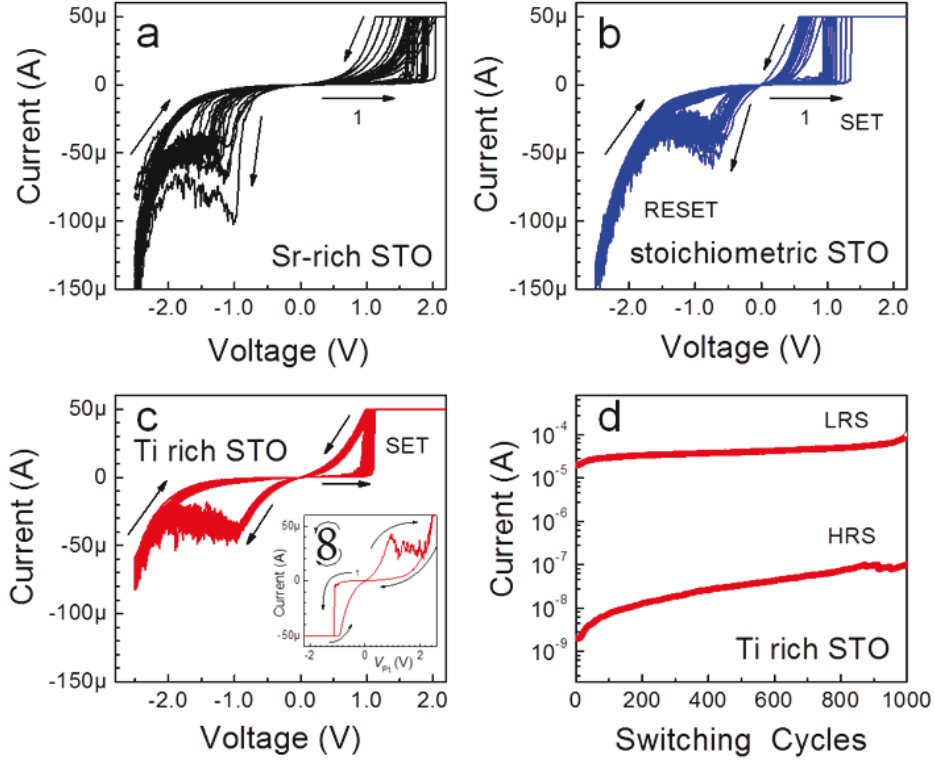 a
50μ
0
-50μ
-100μ
-150μ
Current (A)
1
Sr-rich STO
-2.0 -1.0 0.0 1.0 2.0
Voltage (V)
b
50μ
0
-50μ
-100μ
-150μ
Current (A)
1
SET
RESET
stoichiometric STO
-2.0 -1.0 0.0 1.0 2.0
Voltage (V)
c
Ti rich STO
50μ
0
-50μ
-100μ
-150μ
Current (A)
SET
50μ
0
-50μ
Current (A)
8
1
-2 0 2
V Pt (V)
-2.0 -1.0 0.0 1.0 2.0
Voltage (V)
d
LRS
HRS
10⁻⁴
10⁻⁵
10⁻⁶
10⁻⁷
10⁻⁸
10⁻⁹
Current (A)
Ti rich STO
0 200 400 600 800 1000
Switching Cycles